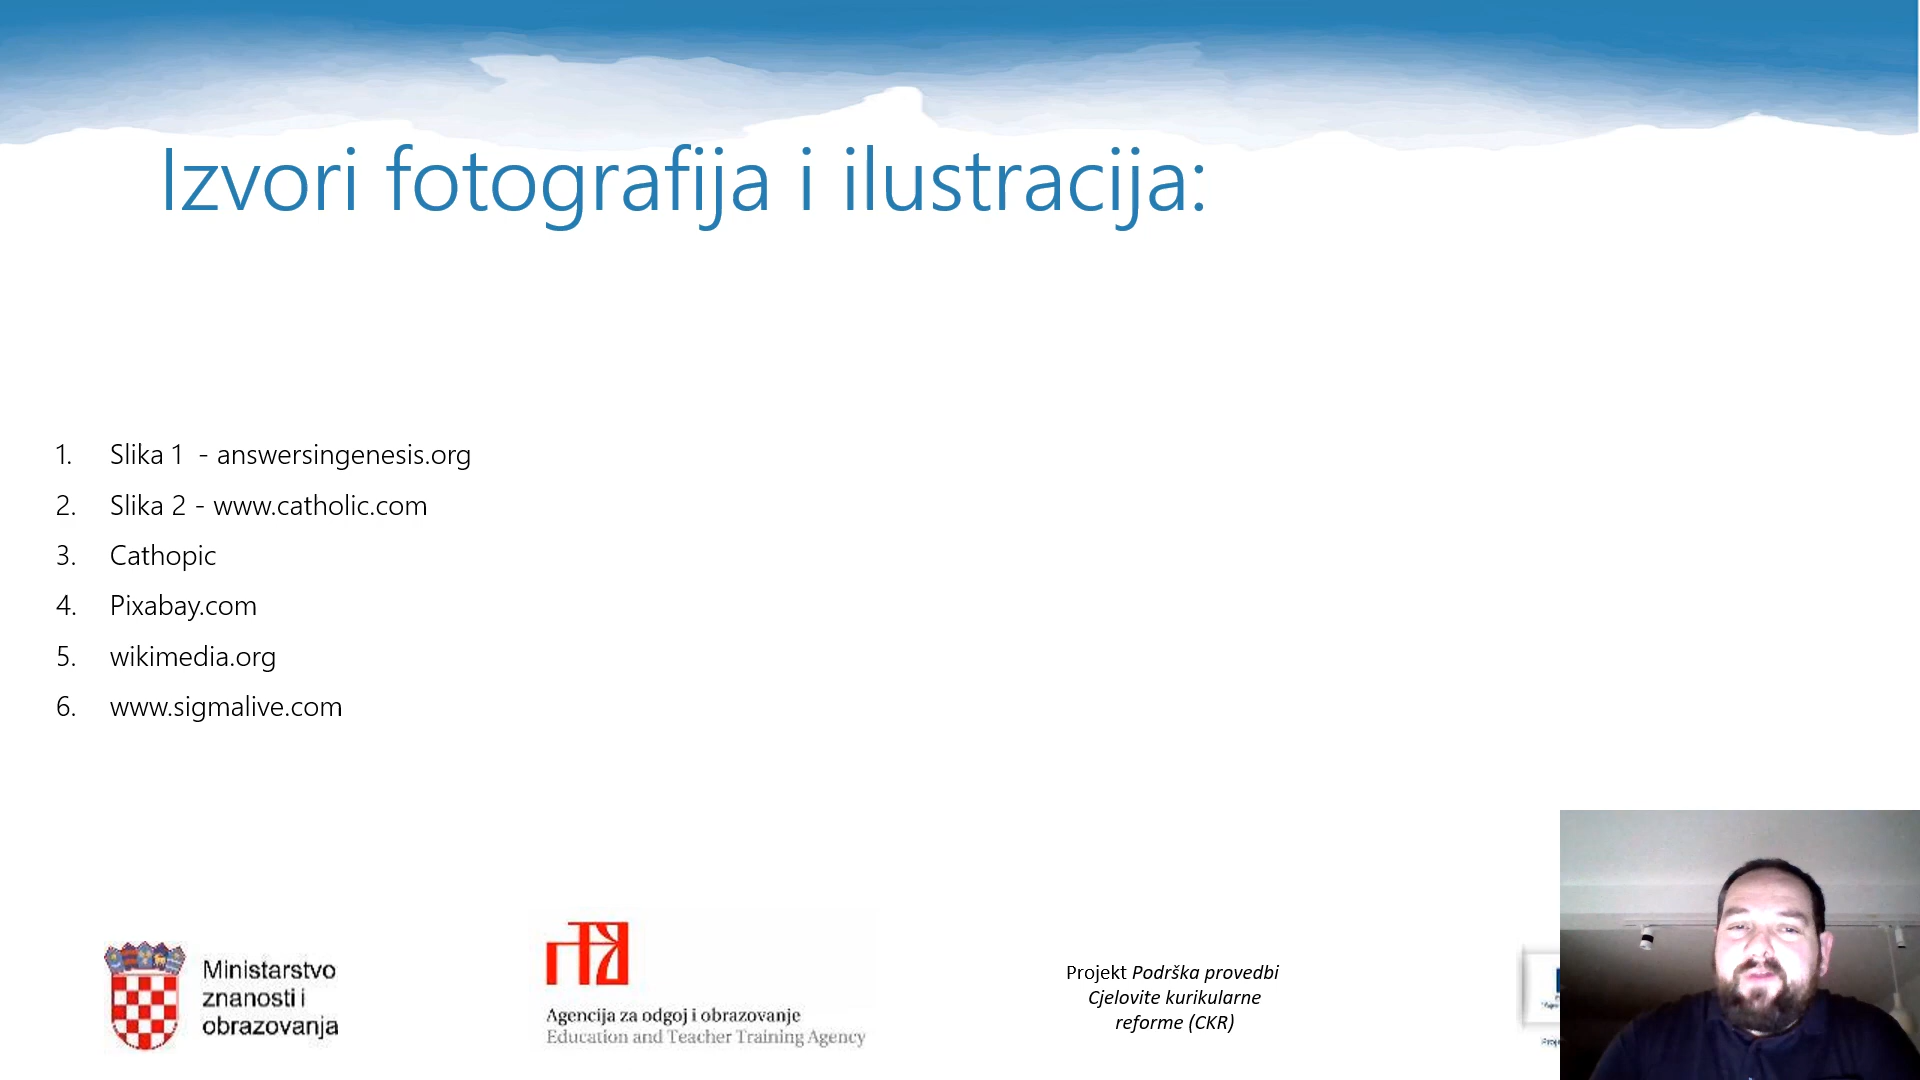 Izvori fotografija i ilustracija:
1. Slika 1 - answersingenesis.org
2. Slika 2 - www.catholic.com
3. Cathopic
4. Pixabay.com
5. wikimedia.org
6. www.sigmalive.com
Ministarstvo
znanosti i
obrazovanja
Agencija za odgoj i obrazovanje
Education and Teacher Training Agency
Projekt Podrška provedbi
Cjelovite kurikularne
reforme (CKR)